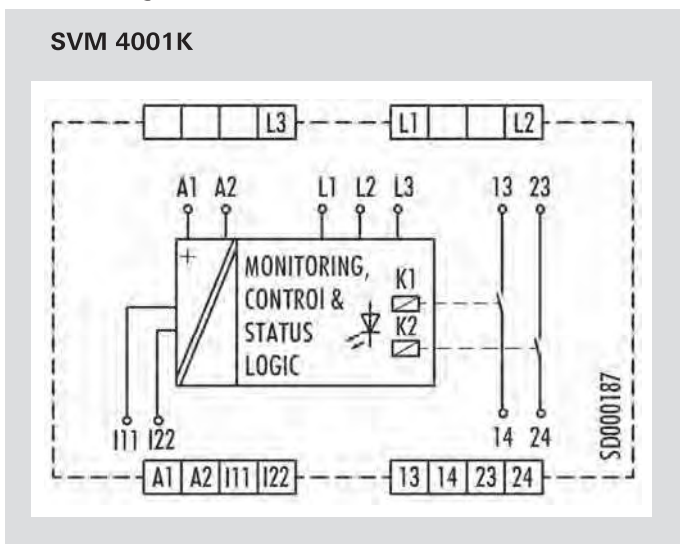 SVM 4001K
L3 L1 L2
A1 A2 L1 L2 L3 13 23
+
MONITORING,
CONTROl &
STATUS
LOGIC
K1
K2
I11 I22 14 24
SD000187
A1 A2 I11 I22 13 14 23 24